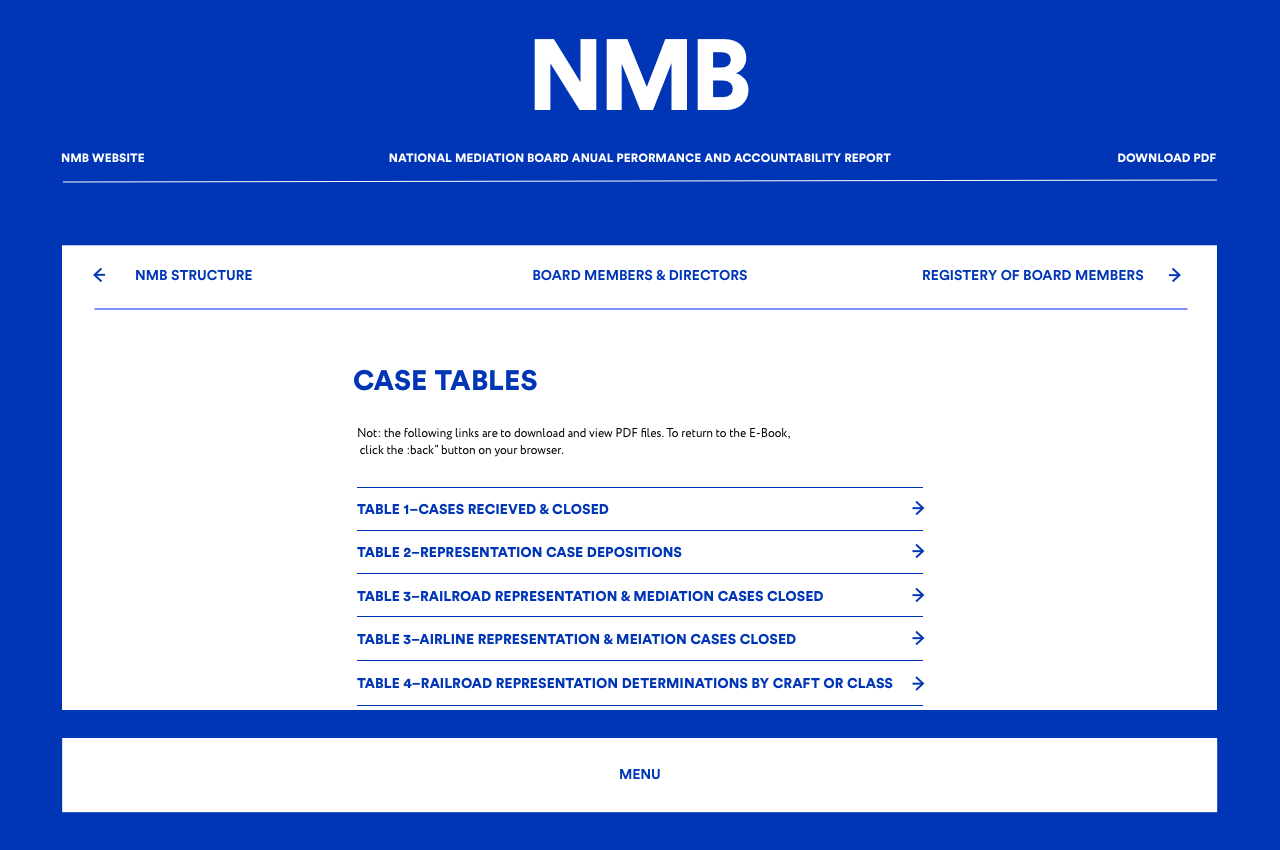 NMB
NMB WEBSITE
NATIONAL MEDIATION BOARD ANUAL PERORMANCE AND ACCOUNTABILITY REPORT
DOWNLOAD PDF
NMB STRUCTURE
BOARD MEMBERS & DIRECTORS
REGISTERY OF BOARD MEMBERS
CASE TABLES
Not: the following links are to download and view PDF files. To return to the E-Book,
click the :back" button on your browser.
TABLE 1–CASES RECIEVED & CLOSED
TABLE 2–REPRESENTATION CASE DEPOSITIONS
TABLE 3–RAILROAD REPRESENTATION & MEDIATION CASES CLOSED
TABLE 3–AIRLINE REPRESENTATION & MEIATION CASES CLOSED
TABLE 4–RAILROAD REPRESENTATION DETERMINATIONS BY CRAFT OR CLASS
MENU